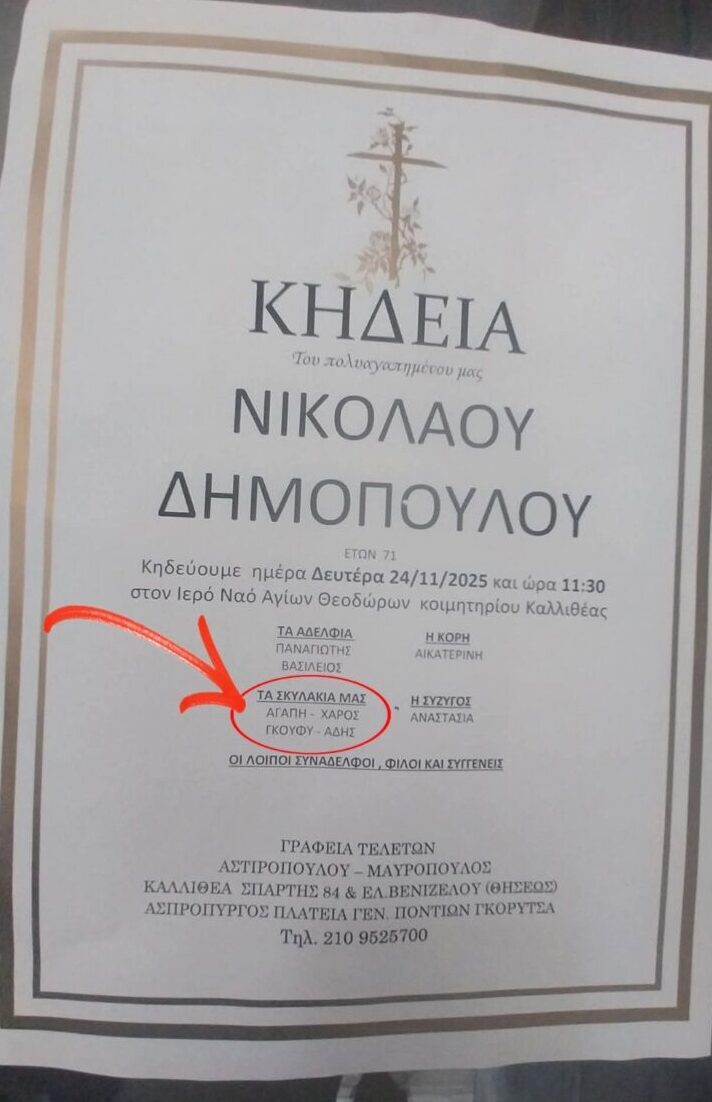 ΚΗΔΕΙΑ
Του πολυαγαπημένου μας
ΝΙΚΟΛΑΟΥ
ΔΗΜΟΠΟΥΛΟΥ
ΕΤΩΝ 71
Κηδεύουμε ημέρα Δευτέρα 24/11/2025 και ώρα 11:30
στον Ιερό Ναό Αγίων Θεοδώρων κοιμητηρίου Καλλιθέας
ΤΑ ΑΔΕΛΦΙΑ
ΠΑΝΑΓΙΩΤΗΣ
ΒΑΣΙΛΕΙΟΣ
Η ΚΟΡΗ
ΑΙΚΑΤΕΡΙΝΗ
ΤΑ ΣΚΥΛΑΚΙΑ ΜΑΣ
ΑΓΑΠΗ - ΧΑΡΟΣ
ΓΚΟΥΦΥ - ΑΔΗΣ
- Η ΣΥΖΥΓΟΣ
ΑΝΑΣΤΑΣΙΑ
ΟΙ ΛΟΙΠΟΙ ΣΥΝΑΔΕΛΦΟΙ , ΦΙΛΟΙ ΚΑΙ ΣΥΓΓΕΝΕΙΣ
ΓΡΑΦΕΙΑ ΤΕΛΕΤΩΝ
ΑΣΤΙΡΟΠΟΥΛΟΥ – ΜΑΥΡΟΠΟΥΛΟΣ
ΚΑΛΛΙΘΕΑ ΣΠΑΡΤΗΣ 84 & ΕΛ.ΒΕΝΙΖΕΛΟΥ (ΘΗΣΕΩΣ)
ΑΣΠΡΟΠΥΡΓΟΣ ΠΛΑΤΕΙΑ ΓΕΝ. ΠΟΝΤΙΩΝ ΓΚΟΡΥΤΣΑ
Τηλ. 210 9525700